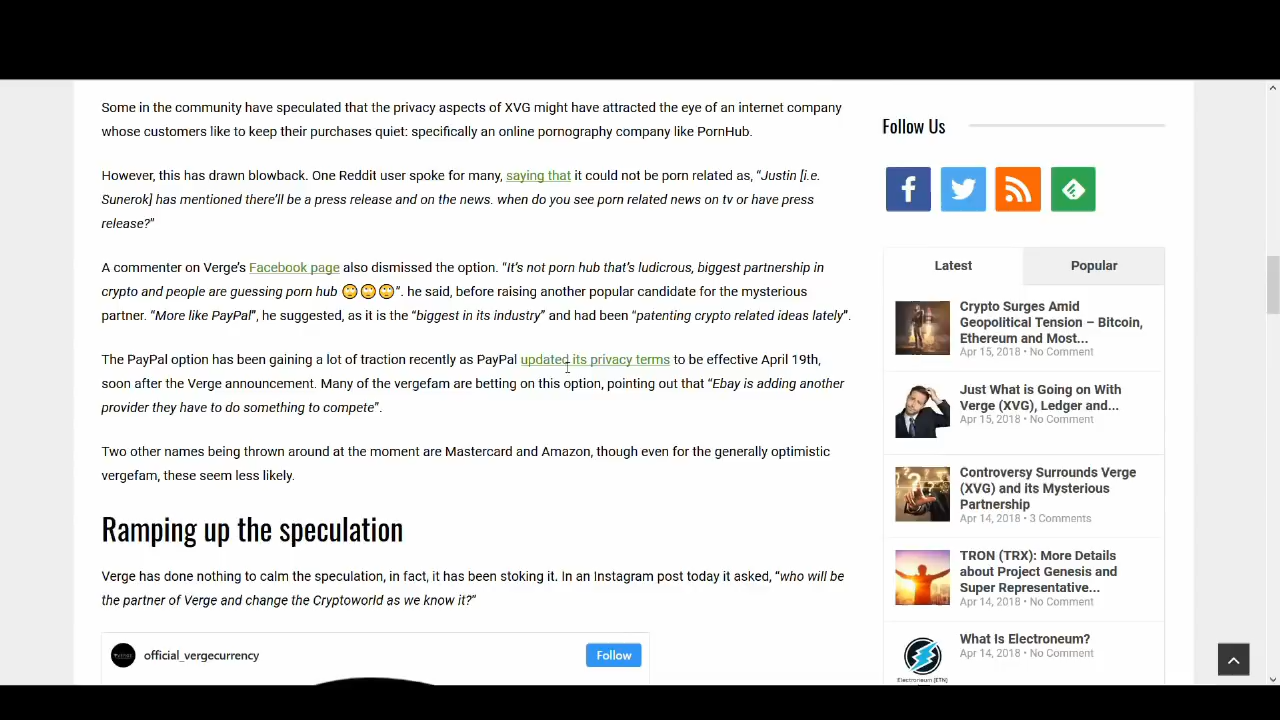 Some in the community have speculated that the privacy aspects of XVG might have attracted the eye of an internet company
whose customers like to keep their purchases quiet: specifically an online pornography company like PornHub.
However, this has drawn blowback. One Reddit user spoke for many, saying that it could not be porn related as, “Justin [i.e.
Sunerok] has mentioned there’ll be a press release and on the news. when do you see porn related news on tv or have press
release?”
A commenter on Verge’s Facebook page also dismissed the option. “It’s not porn hub that’s ludicrous, biggest partnership in
crypto and people are guessing porn hub 🙄🙄🙄”. he said, before raising another popular candidate for the mysterious
partner. “More like PayPal”, he suggested, as it is the “biggest in its industry” and had been “patenting crypto related ideas lately”.
The PayPal option has been gaining a lot of traction recently as PayPal updated its privacy terms to be effective April 19th,
soon after the Verge announcement. Many of the vergefam are betting on this option, pointing out that “Ebay is adding another
provider they have to do something to compete”.
Two other names being thrown around at the moment are Mastercard and Amazon, though even for the generally optimistic
vergefam, these seem less likely.
Ramping up the speculation
Verge has done nothing to calm the speculation, in fact, it has been stoking it. In an Instagram post today it asked, “who will be
the partner of Verge and change the Cryptoworld as we know it?”
official_vergecurrency
Follow
Follow Us
Latest Popular
Crypto Surges Amid
Geopolitical Tension – Bitcoin,
Ethereum and Most...
Apr 15, 2018 • No Comment
Just What is Going on With
Verge (XVG), Ledger and...
Apr 15, 2018 • No Comment
Controversy Surrounds Verge
(XVG) and its Mysterious
Partnership
Apr 14, 2018 • 3 Comments
TRON (TRX): More Details
about Project Genesis and
Super Representative...
Apr 14, 2018 • No Comment
What Is Electroneum?
Apr 14, 2018 • No Comment
Electroneum [ETN]